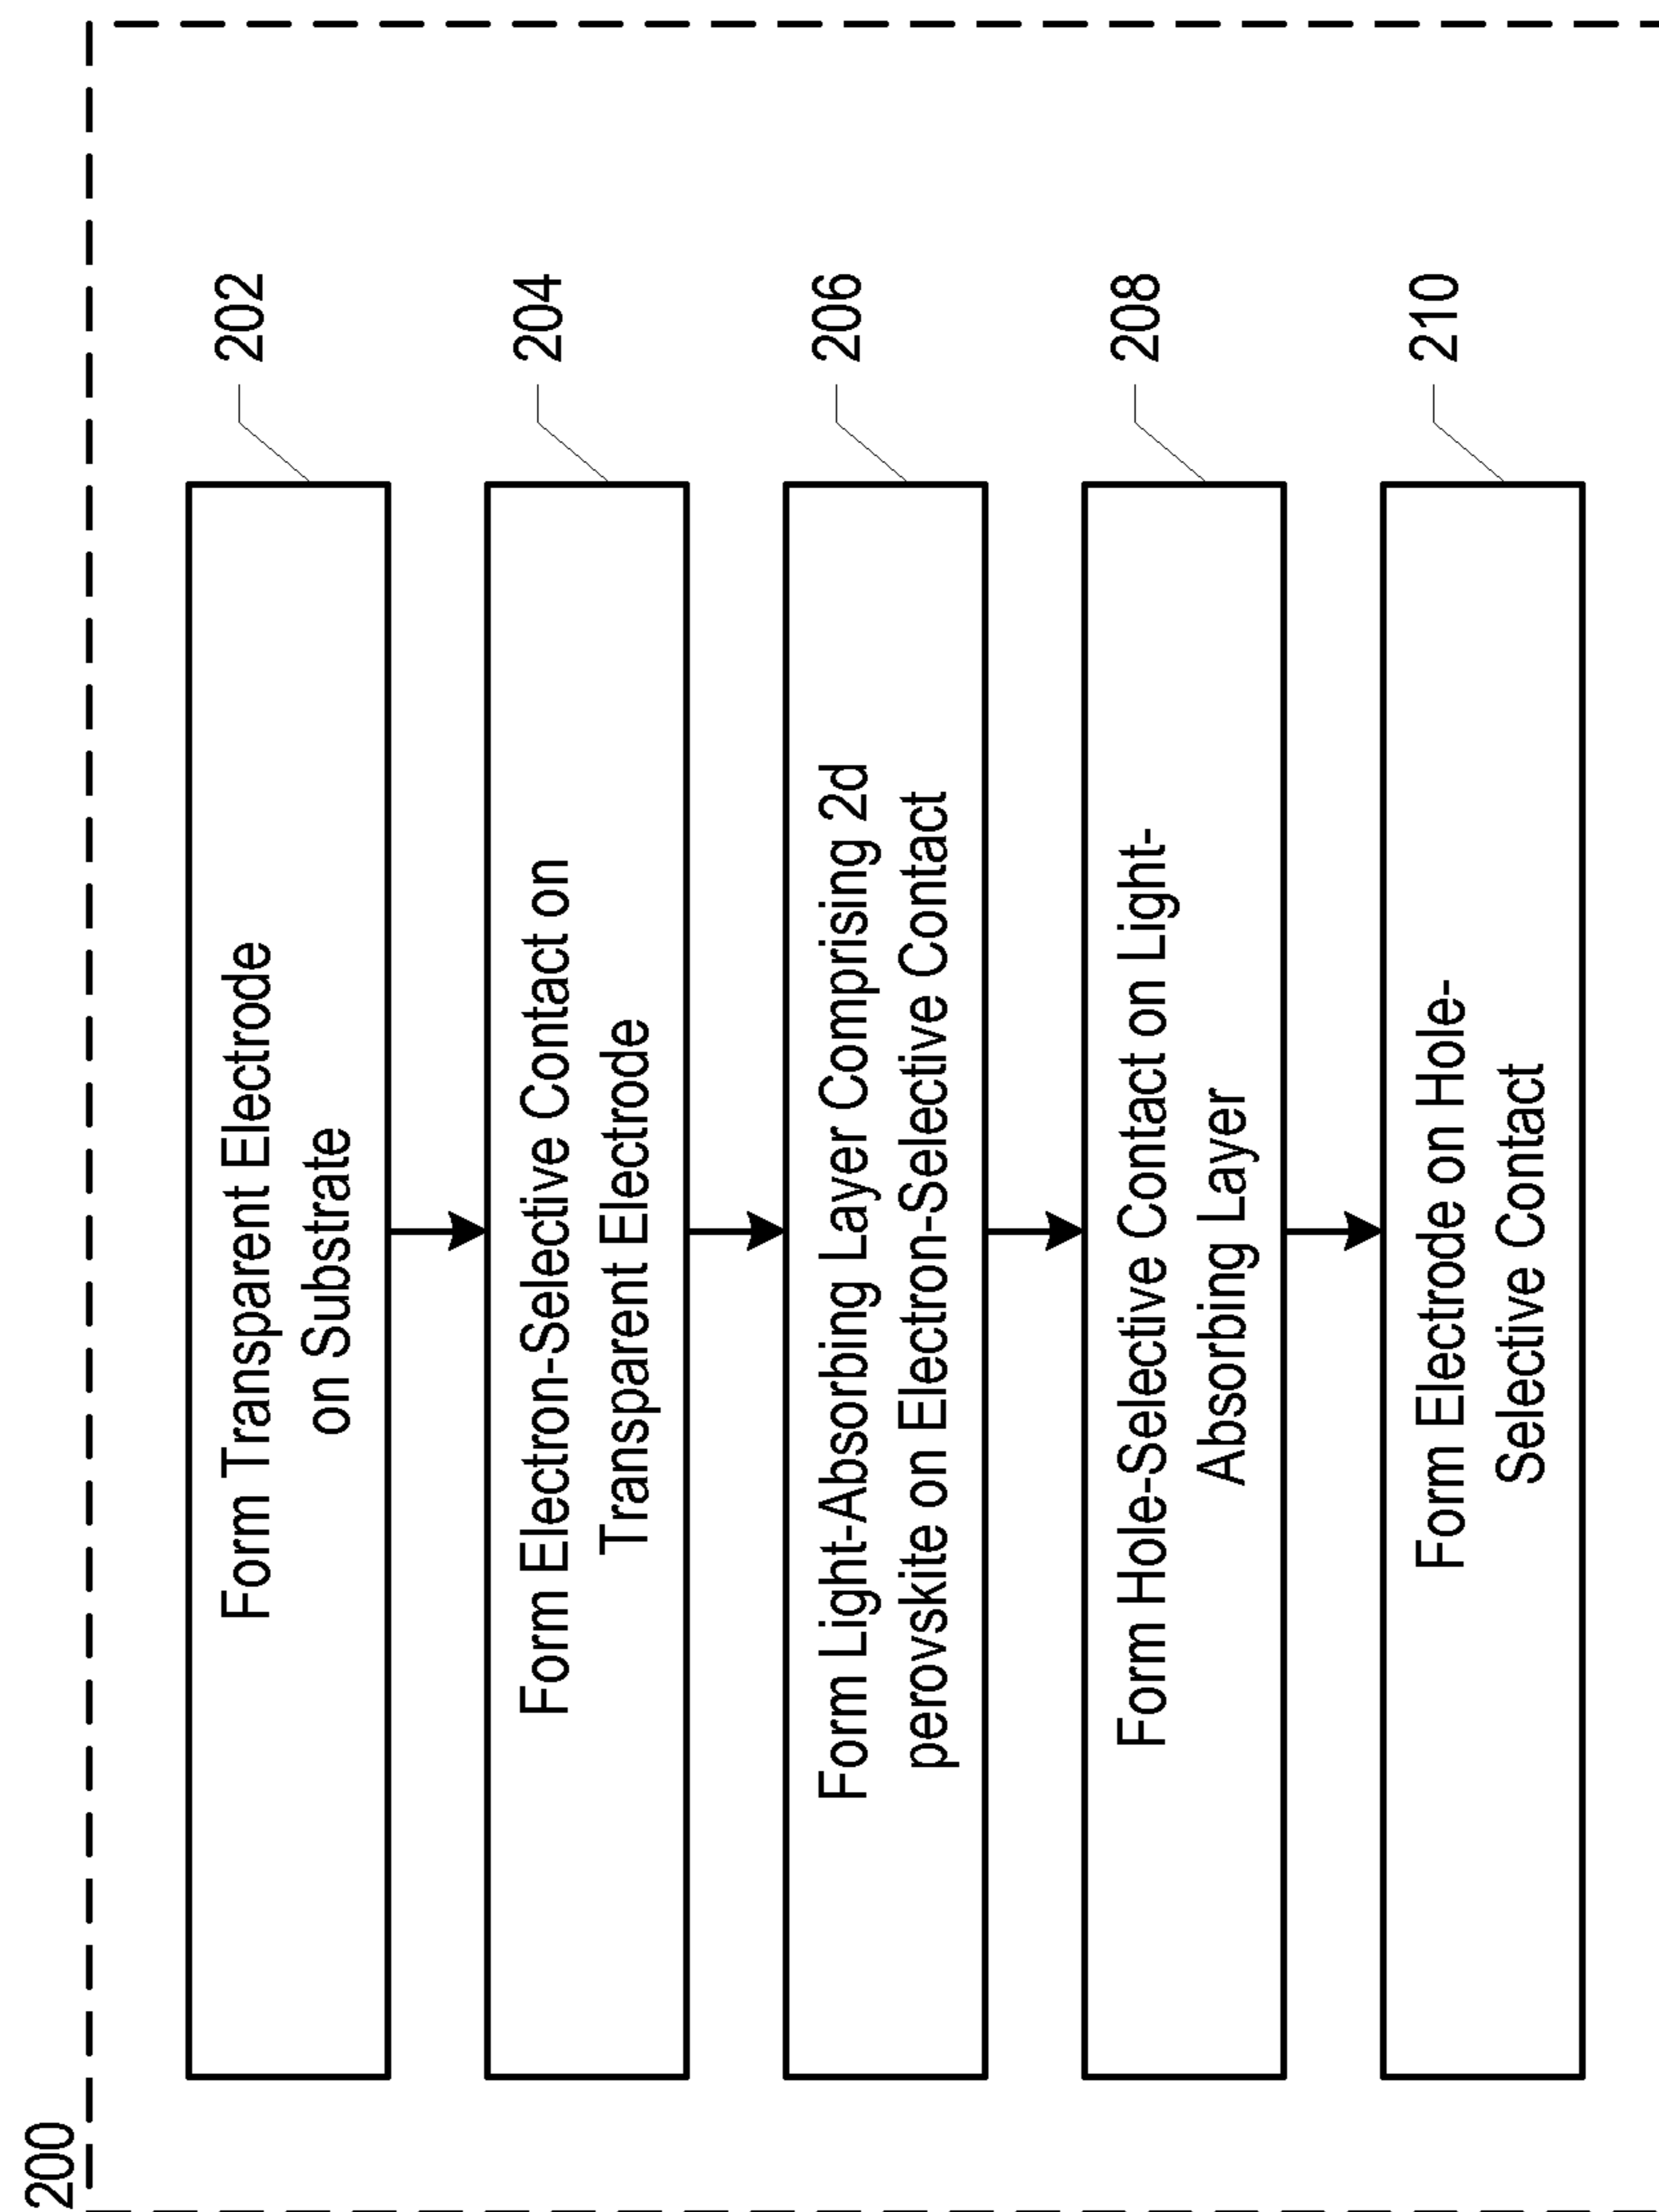 200
Form Transparent Electrode
on Substrate
202
Form Electron-Selective Contact on
Transparent Electrode
204
Form Light-Absorbing Layer Comprising 2d
perovskite on Electron-Selective Contact
206
Form Hole-Selective Contact on Light-
Absorbing Layer
208
Form Electrode on Hole-
Selective Contact
210